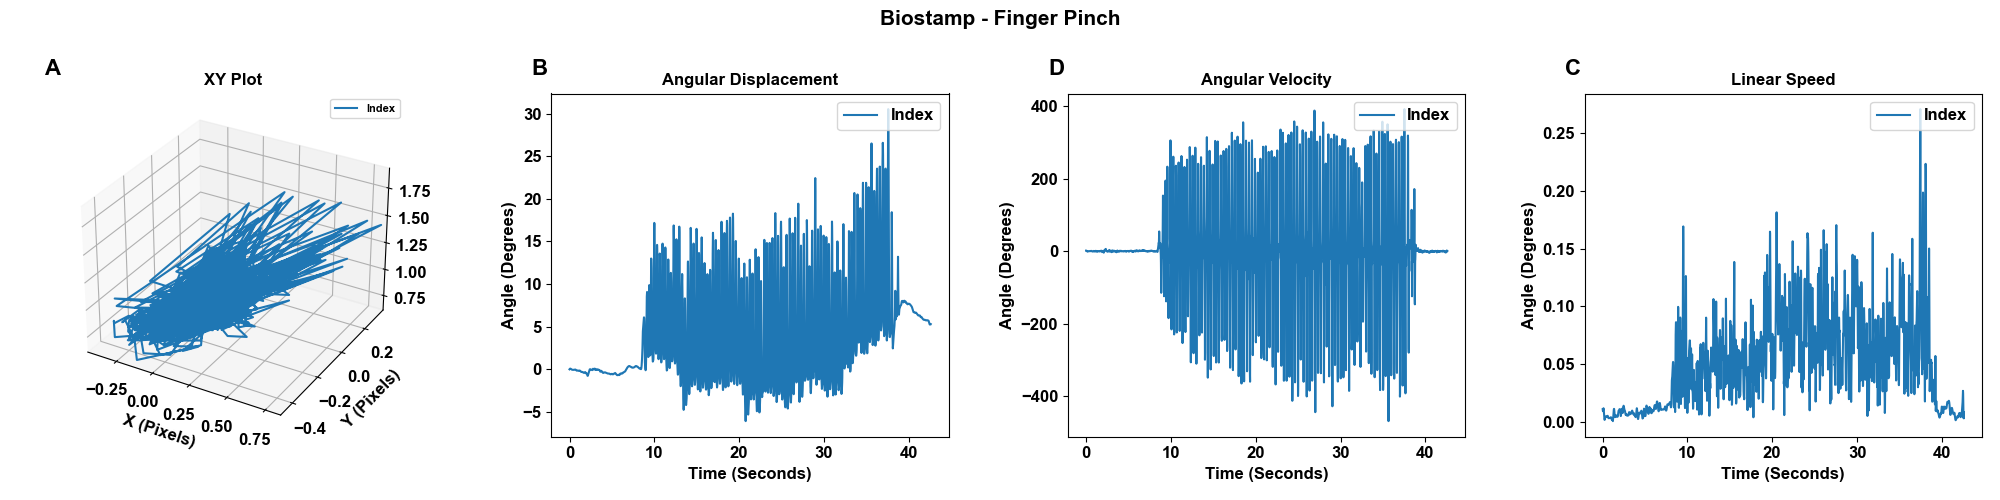 Biostamp - Finger Pinch
A
XY Plot
Index
1.75
1.50
1.25
1.00
0.75
0.2
0.0
−0.2
−0.4
Y (Pixels)
−0.25
0.00
0.25
0.50
0.75
X (Pixels)
B
Angular Displacement
Index
Angle (Degrees)
30
25
20
15
10
5
0
−5
0 10 20 30 40
Time (Seconds)
D
Angular Velocity
Index
Angle (Degrees)
400
200
0
−200
−400
0 10 20 30 40
Time (Seconds)
C
Linear Speed
Index
Angle (Degrees)
0.25
0.20
0.15
0.10
0.05
0.00
0 10 20 30 40
Time (Seconds)